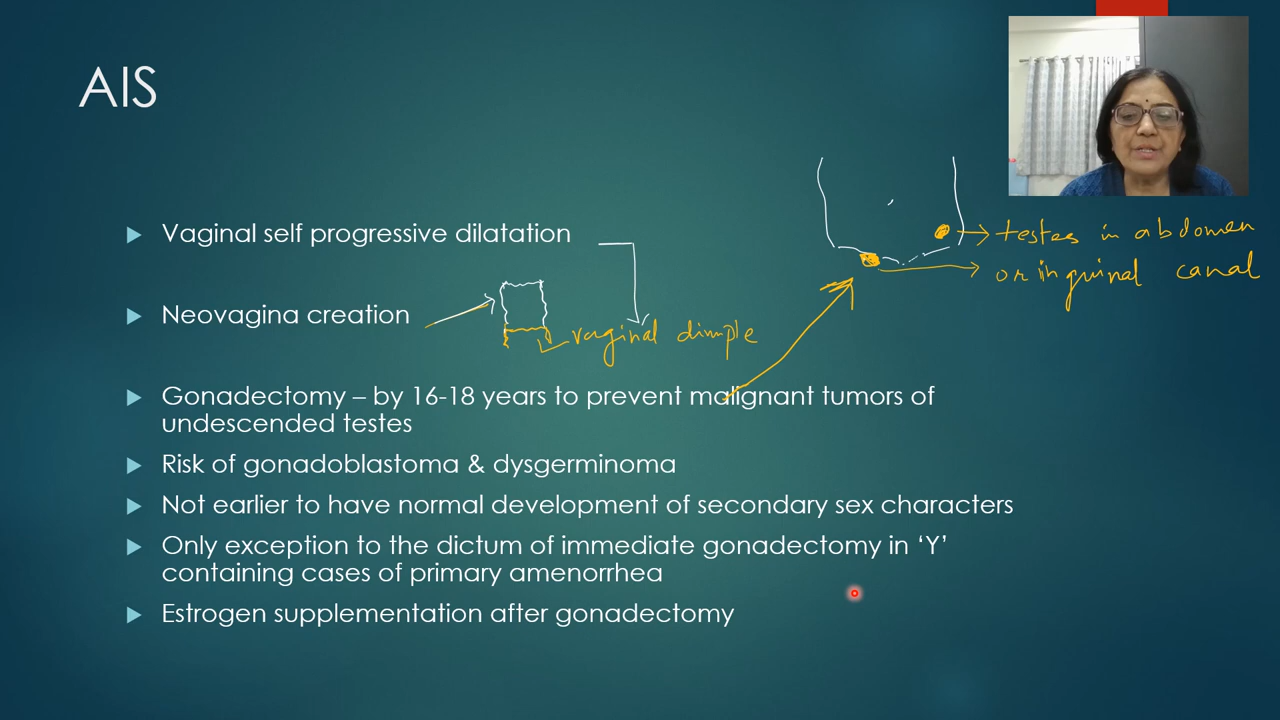 AIS
Vaginal self progressive dilatation
testes in abdomen
or inguinal canal
Neovagina creation
vaginal dimple
Gonadectomy – by 16-18 years to prevent malignant tumors of
undescended testes
Risk of gonadoblastoma & dysgerminoma
Not earlier to have normal development of secondary sex characters
Only exception to the dictum of immediate gonadectomy in ‘Y’
containing cases of primary amenorrhea
Estrogen supplementation after gonadectomy